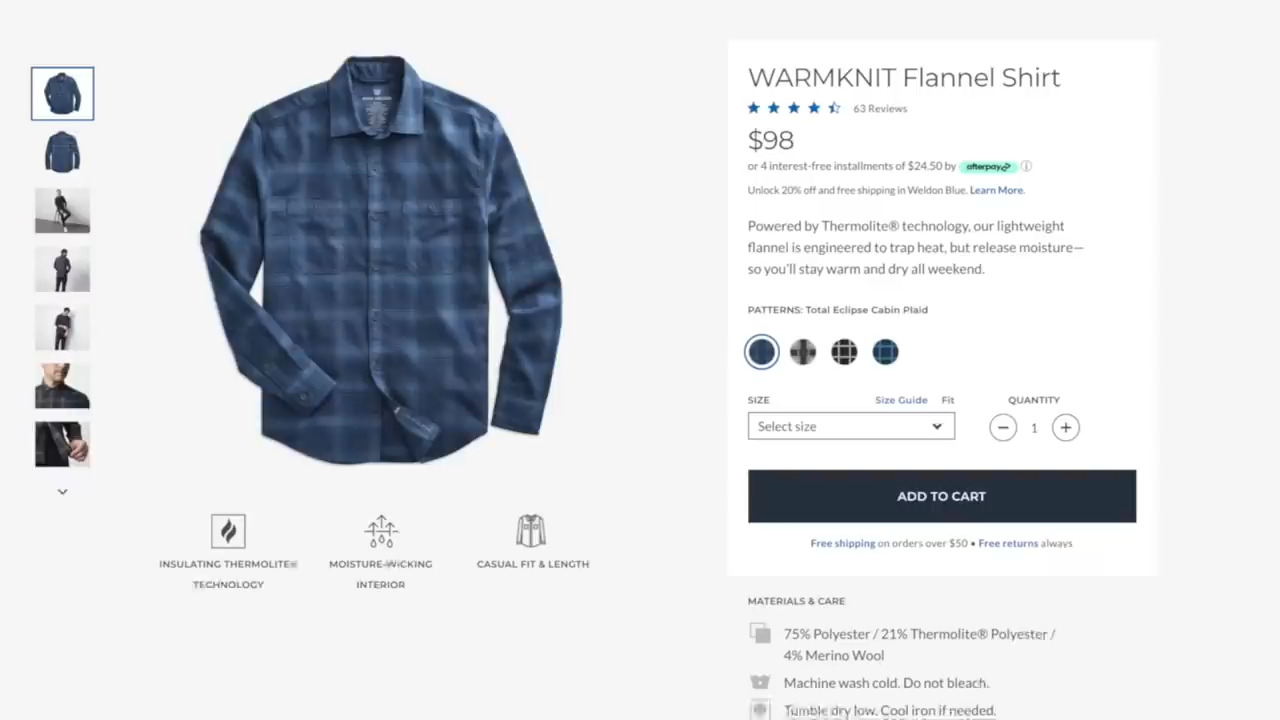 WARMKNIT Flannel Shirt
63 Reviews
$98
or 4 interest-free installments of $24.50 by afterpay
Unlock 20% off and free shipping in Weldon Blue. Learn More.
Powered by Thermolite® technology, our lightweight
flannel is engineered to trap heat, but release moisture—
so you'll stay warm and dry all weekend.
PATTERNS: Total Eclipse Cabin Plaid
SIZE Size Guide Fit QUANTITY
Select size 1
ADD TO CART
Free shipping on orders over $50 • Free returns always
INSULATING THERMOLITE®
TECHNOLOGY
MOISTURE-WICKING
INTERIOR
CASUAL FIT & LENGTH
MATERIALS & CARE
75% Polyester / 21% Thermolite® Polyester /
4% Merino Wool
Machine wash cold. Do not bleach.
Tumble dry low. Cool iron if needed.